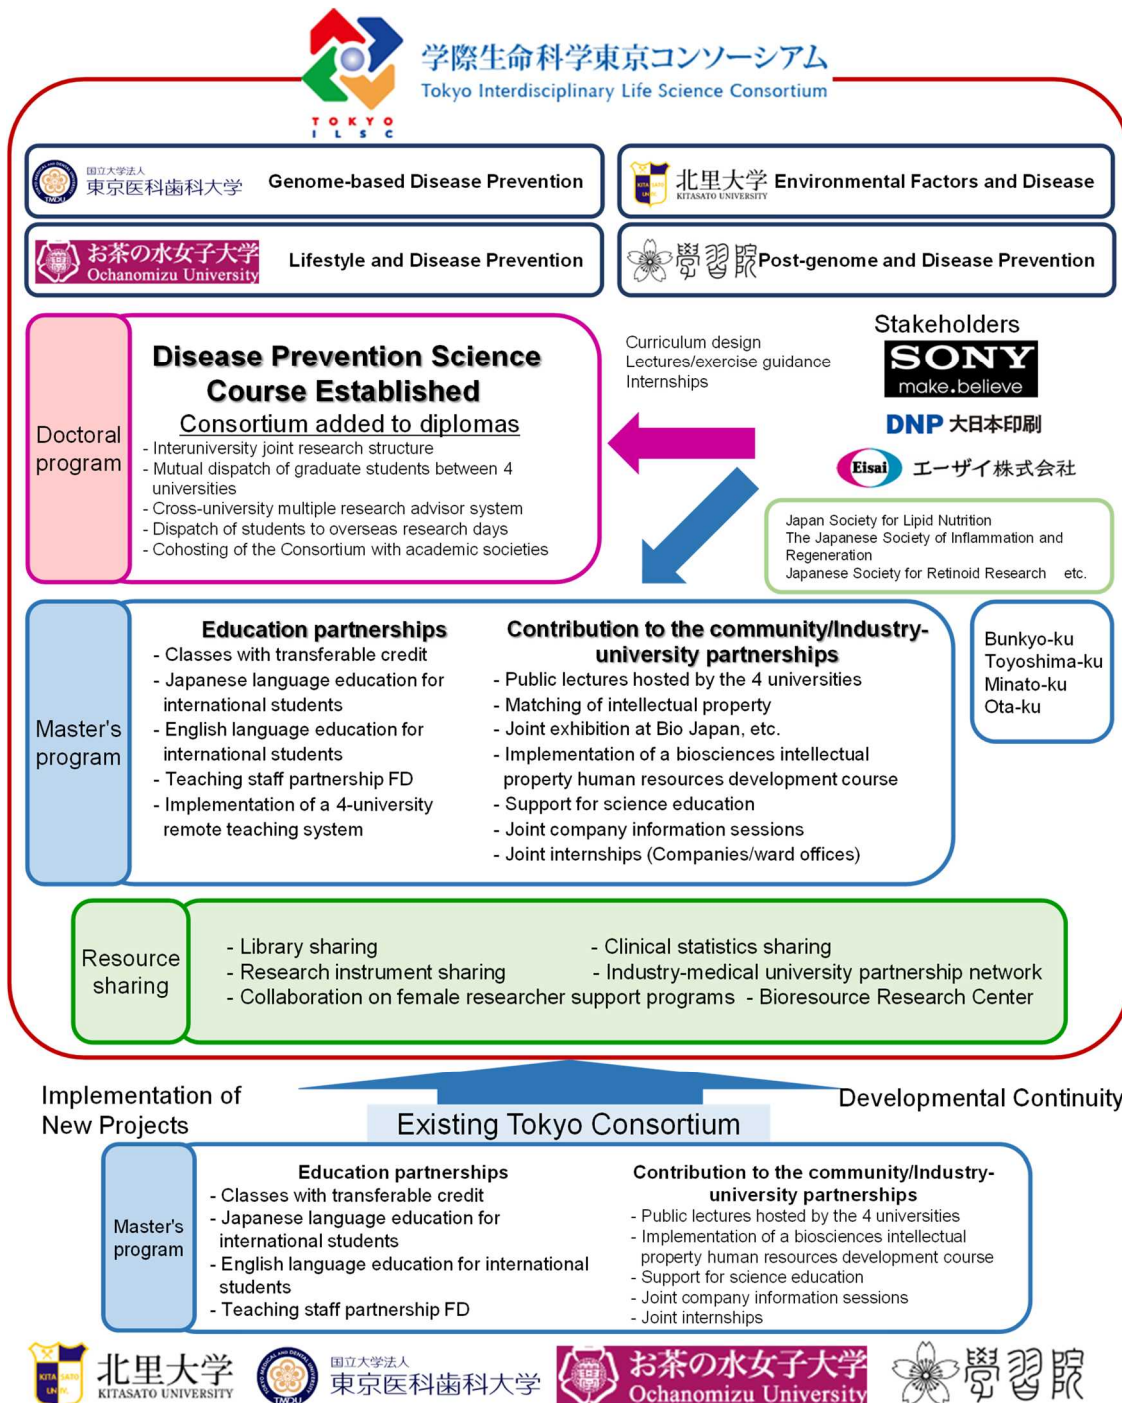 学際生命科学東京コンソーシアム
Tokyo Interdisciplinary Life Science Consortium
TOKYO
ILSC
国立大学法人
東京医科歯科大学
TMDU
Genome-based Disease Prevention
KITA SATO
UNIV.
北里大学
KITASATO UNIVERSITY
Environmental Factors and Disease
お茶の水女子大学
Ochanomizu University
Lifestyle and Disease Prevention
學習院
Post-genome and Disease Prevention
Doctoral
program
Disease Prevention Science
Course Established
Consortium added to diplomas
- Interuniversity joint research structure
- Mutual dispatch of graduate students between 4
universities
- Cross-university multiple research advisor system
- Dispatch of students to overseas research days
- Cohosting of the Consortium with academic societies
Curriculum design
Lectures/exercise guidance
Internships
Stakeholders
SONY
make.believe
DNP 大日本印刷
Eisai エーザイ株式会社
Japan Society for Lipid Nutrition
The Japanese Society of Inflammation and
Regeneration
Japanese Society for Retinoid Research etc.
Master's
program
Education partnerships
- Classes with transferable credit
- Japanese language education for
international students
- English language education for
international students
- Teaching staff partnership FD
- Implementation of a 4-university
remote teaching system
Contribution to the community/Industry-
university partnerships
- Public lectures hosted by the 4 universities
- Matching of intellectual property
- Joint exhibition at Bio Japan, etc.
- Implementation of a biosciences intellectual
property human resources development course
- Support for science education
- Joint company information sessions
- Joint internships (Companies/ward offices)
Bunkyo-ku
Toyoshima-ku
Minato-ku
Ota-ku
Resource
sharing
- Library sharing
- Research instrument sharing
- Collaboration on female researcher support programs
- Clinical statistics sharing
- Industry-medical university partnership network
- Bioresource Research Center
Implementation of
New Projects
Developmental Continuity
Existing Tokyo Consortium
Master's
program
Education partnerships
- Classes with transferable credit
- Japanese language education for
international students
- English language education for international
students
- Teaching staff partnership FD
Contribution to the community/Industry-
university partnerships
- Public lectures hosted by the 4 universities
- Implementation of a biosciences intellectual
property human resources development course
- Support for science education
- Joint company information sessions
- Joint internships
KITA SATO
UNIV.
北里大学
KITASATO UNIVERSITY
TOKYO MEDICAL AND DENTAL UNIVERSITY
TMDU
国立大学法人
東京医科歯科大学
お茶の水女子大学
Ochanomizu University
學習院